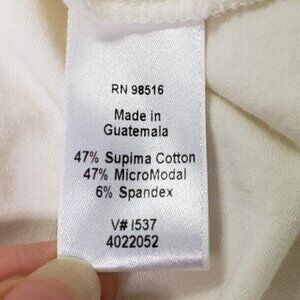 RN 98516
Made in
Guatemala
47% Supima Cotton
47% MicroModal
6% Spandex
V# I537
4022052